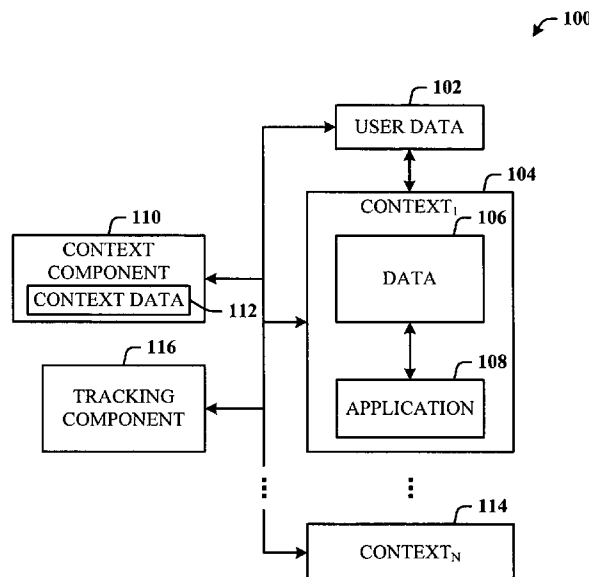 100
102
USER DATA
104
CONTEXT1
106
DATA
108
APPLICATION
110
CONTEXT
COMPONENT
CONTEXT DATA
112
116
TRACKING
COMPONENT
114
CONTEXTN